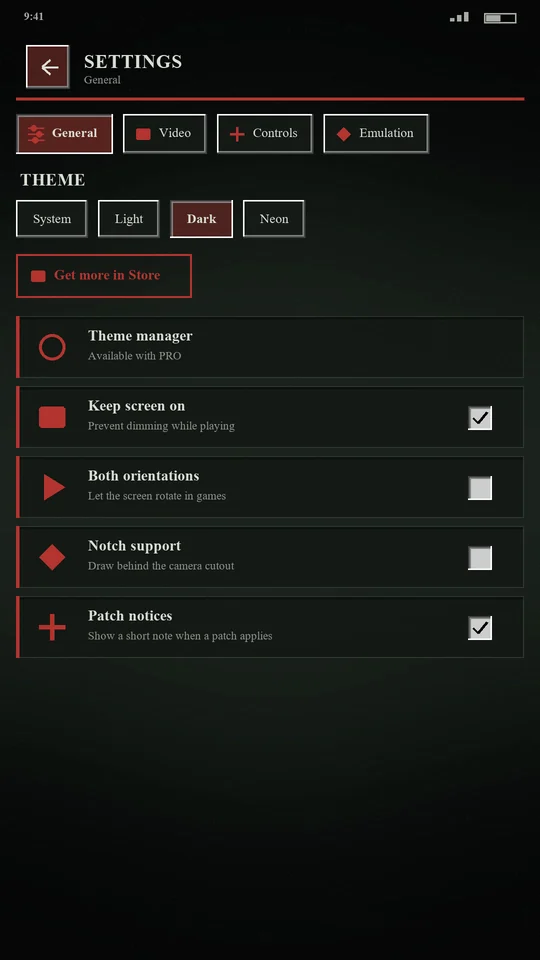 9:41
SETTINGS
General
General
Video
Controls
Emulation
THEME
System
Light
Dark
Neon
Get more in Store
Theme manager
Available with PRO
Keep screen on
Prevent dimming while playing
Both orientations
Let the screen rotate in games
Notch support
Draw behind the camera cutout
Patch notices
Show a short note when a patch applies